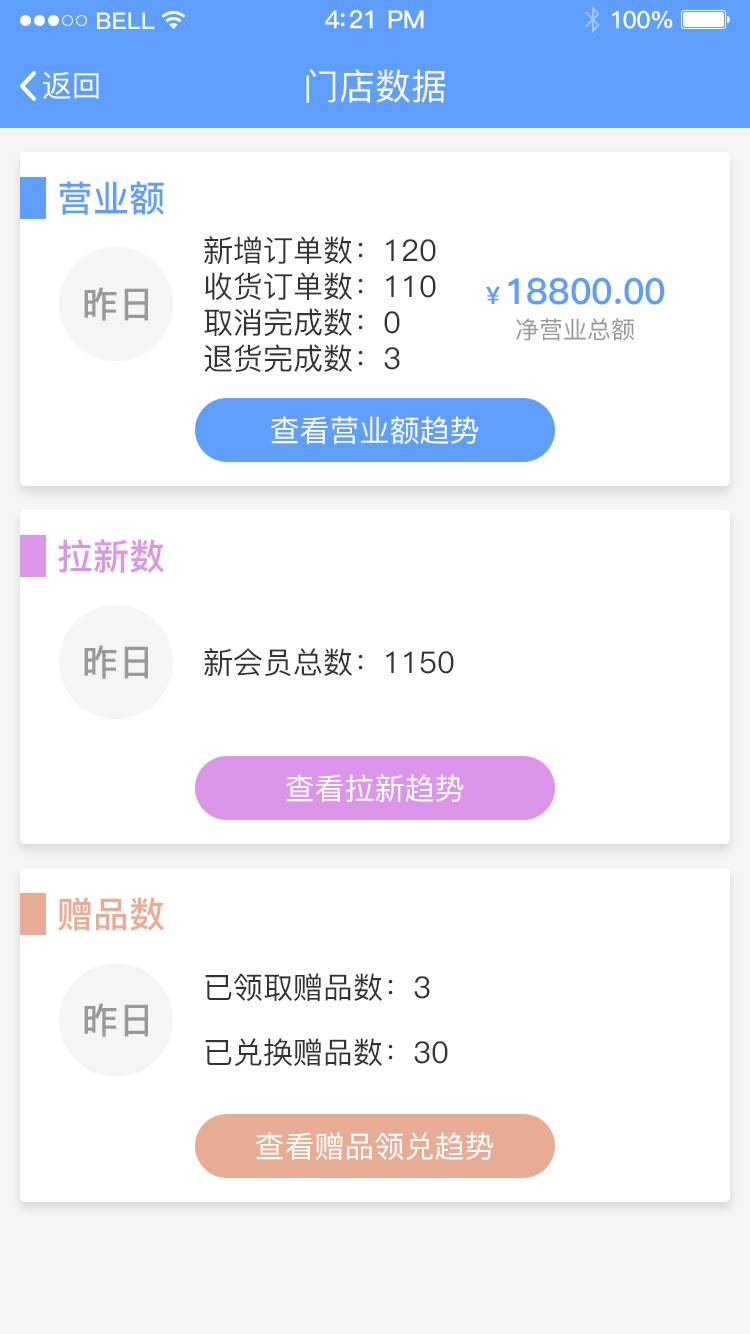 BELL 4:21 PM 100%
返回 门店数据
营业额
昨日
新增订单数：120
收货订单数：110
取消完成数：0
退货完成数：3
¥18800.00
净营业总额
查看营业额趋势
拉新数
昨日
新会员总数：1150
查看拉新趋势
赠品数
昨日
已领取赠品数：3
已兑换赠品数：30
查看赠品领兑趋势